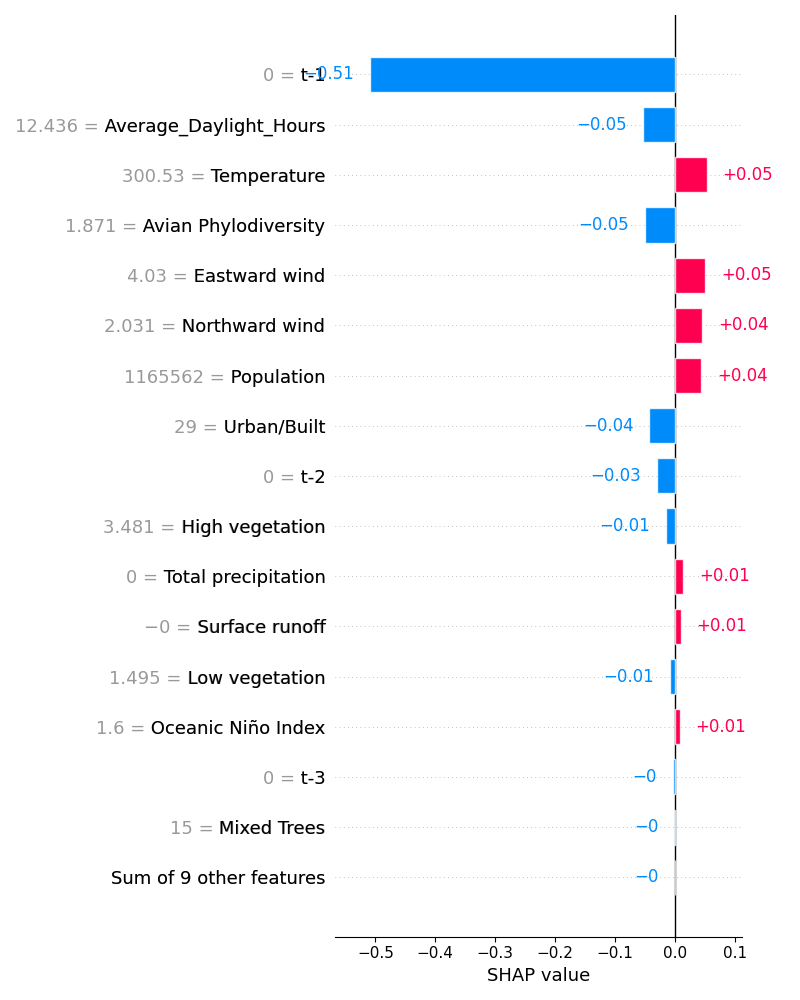 0 = t-1 −0.51
12.436 = Average_Daylight_Hours −0.05
300.53 = Temperature +0.05
1.871 = Avian Phylodiversity −0.05
4.03 = Eastward wind +0.05
2.031 = Northward wind +0.04
1165562 = Population +0.04
29 = Urban/Built −0.04
0 = t-2 −0.03
3.481 = High vegetation −0.01
0 = Total precipitation +0.01
−0 = Surface runoff +0.01
1.495 = Low vegetation −0.01
1.6 = Oceanic Niño Index +0.01
0 = t-3 −0
15 = Mixed Trees −0
Sum of 9 other features −0
−0.5 −0.4 −0.3 −0.2 −0.1 0.0 0.1
SHAP value